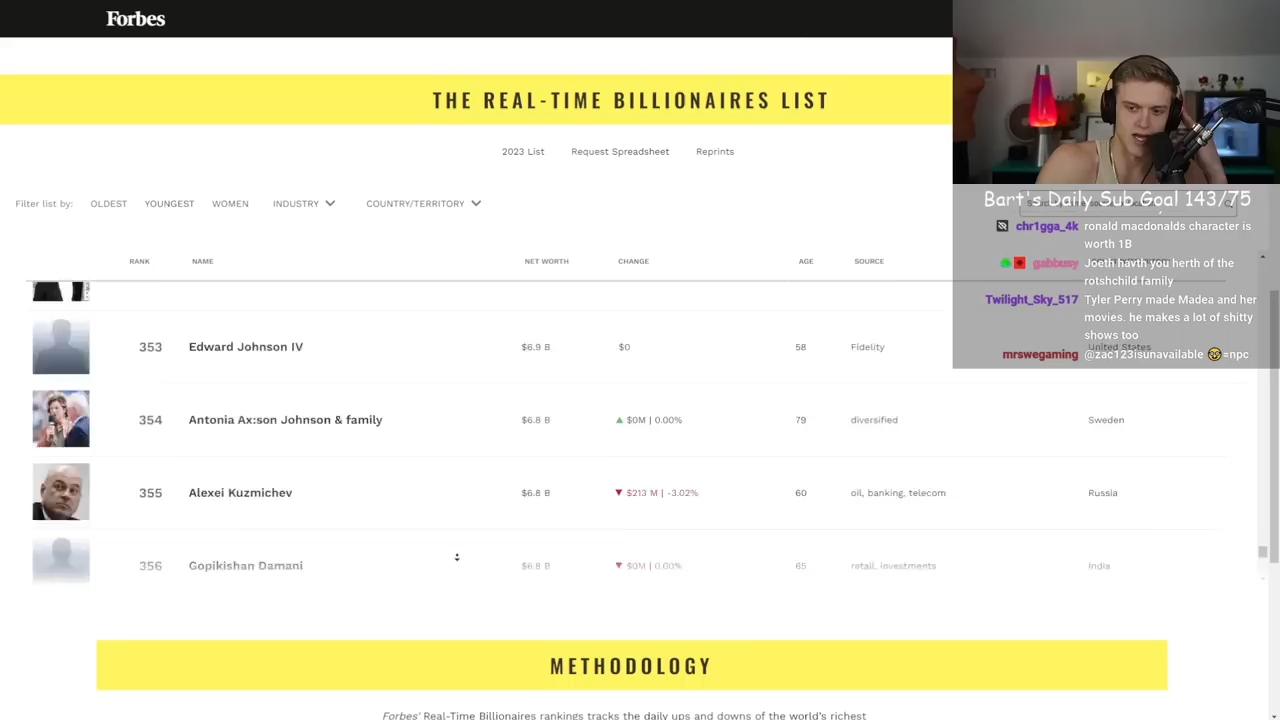 Forbes
THE REAL-TIME BILLIONAIRES LIST
2023 List Request Spreadsheet Reprints
Filter list by: OLDEST YOUNGEST WOMEN INDUSTRY COUNTRY/TERRITORY
RANK NAME NET WORTH CHANGE AGE SOURCE
353 Edward Johnson IV $6.9 B $0 58 Fidelity United States
354 Antonia Ax:son Johnson & family $6.8 B $0M | 0.00% 79 diversified Sweden
355 Alexei Kuzmichev $6.8 B $213 M | -3.02% 60 oil, banking, telecom Russia
356 Gopikishan Damani $6.8 B $0M | 0.00% 65 retail, investments India
METHODOLOGY
Forbes' Real-Time Billionaires rankings tracks the daily ups and downs of the world's richest
Bart's Daily Sub Goal 143/75
chr1gga_4k ronald macdonalds character is
worth 1B
gabbusy Joeth havth you herth of the
rotshchild family
Twilight_Sky_517 Tyler Perry made Madea and her
movies. he makes a lot of shitty
shows too
mrswegaming @zac123isunavailable 🤓=npc